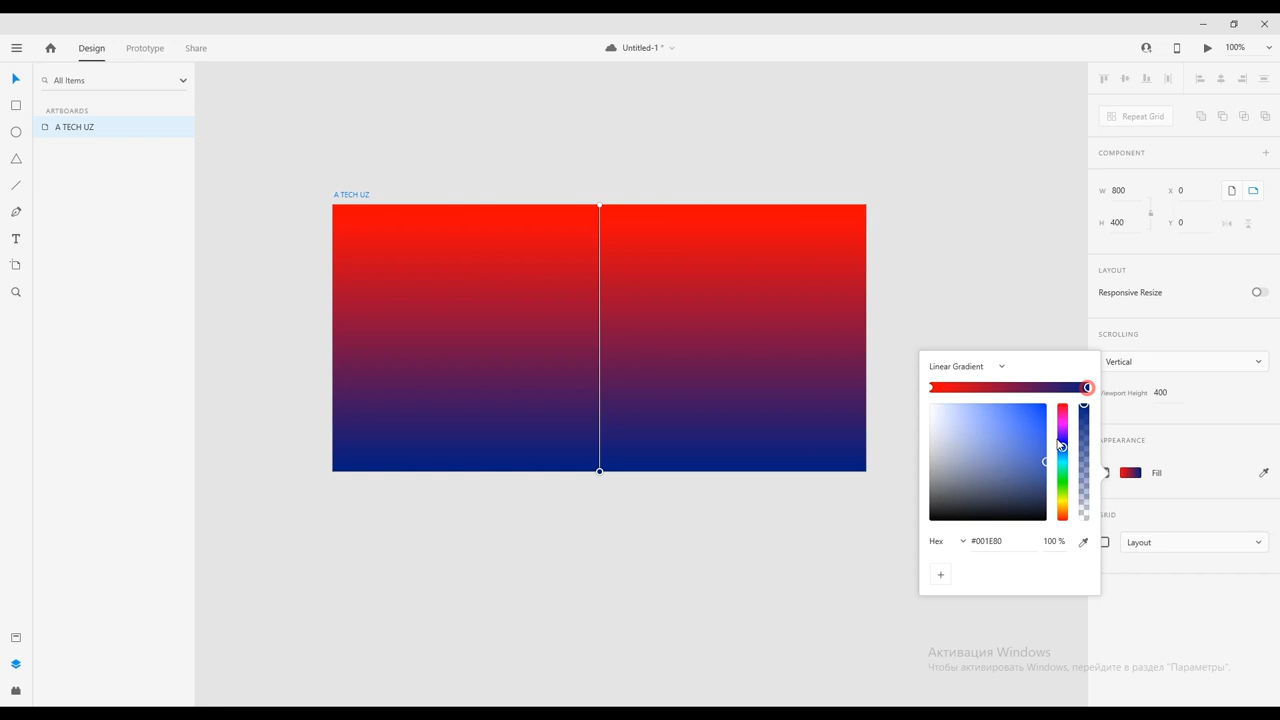 Design
Prototype
Share
Untitled-1 *
100%
All Items
ARTBOARDS
A TECH UZ
A TECH UZ
Repeat Grid
COMPONENT
W 800 X 0
H 400 Y 0
LAYOUT
Responsive Resize
SCROLLING
Vertical
Viewport Height 400
APPEARANCE
Fill
GRID
Layout
Linear Gradient
Hex #001E80 100 %
Активация Windows
Чтобы активировать Windows, перейдите в раздел "Параметры".